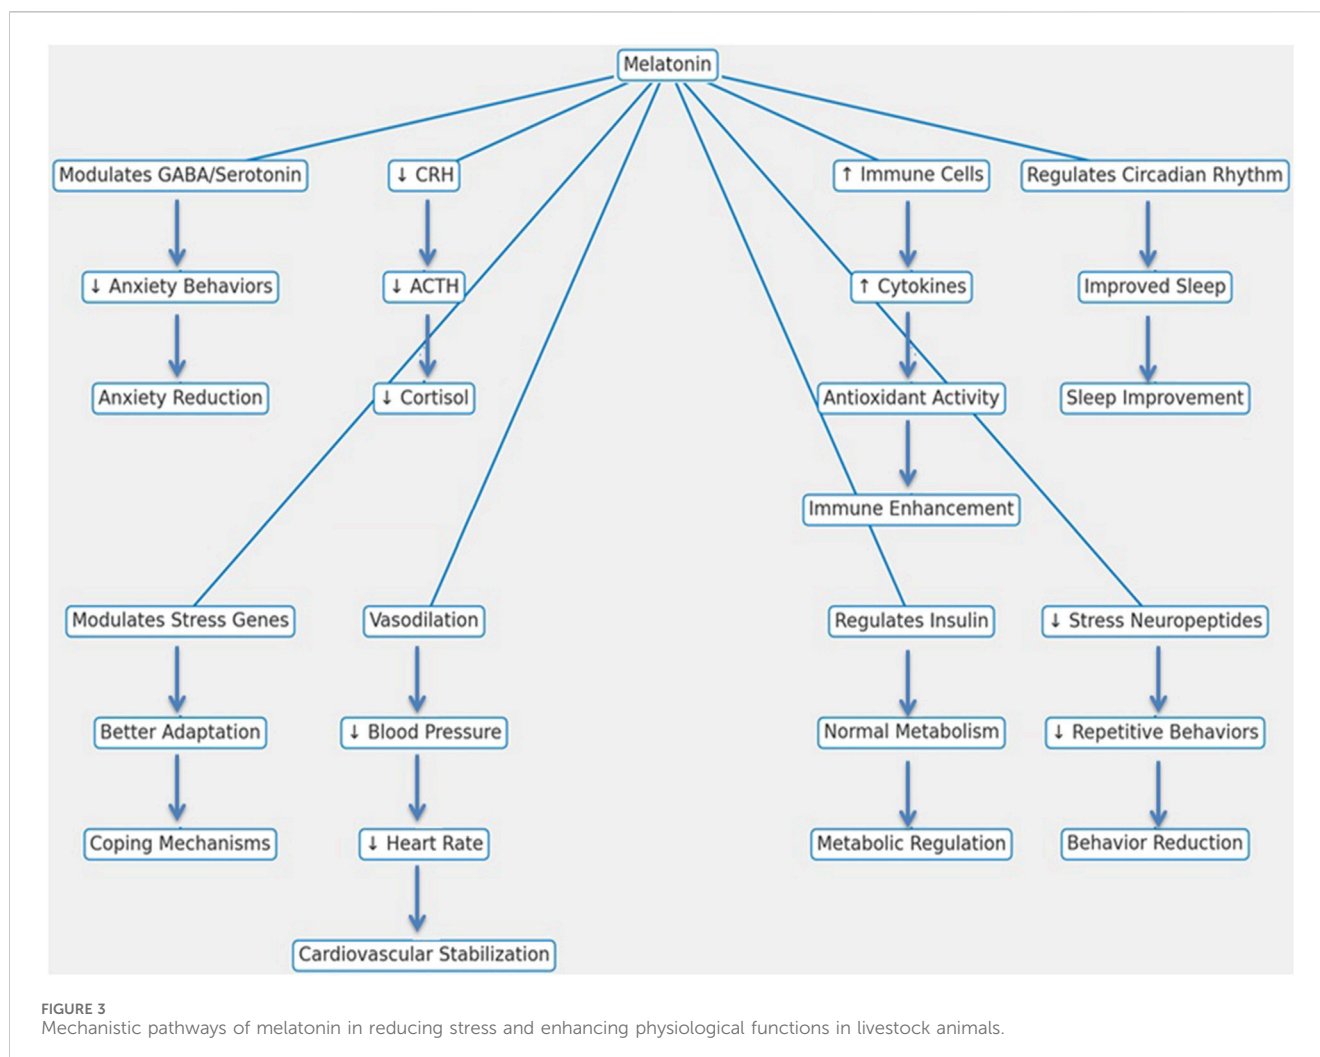 Melatonin
Modulates GABA/Serotonin
↓ CRH
↑ Immune Cells
Regulates Circadian Rhythm
↓ Anxiety Behaviors
↓ ACTH
↑ Cytokines
Improved Sleep
Anxiety Reduction
↓ Cortisol
Antioxidant Activity
Sleep Improvement
Immune Enhancement
Modulates Stress Genes
Vasodilation
Regulates Insulin
↓ Stress Neuropeptides
Better Adaptation
↓ Blood Pressure
Normal Metabolism
↓ Repetitive Behaviors
Coping Mechanisms
↓ Heart Rate
Metabolic Regulation
Behavior Reduction
Cardiovascular Stabilization
FIGURE 3
Mechanistic pathways of melatonin in reducing stress and enhancing physiological functions in livestock animals.